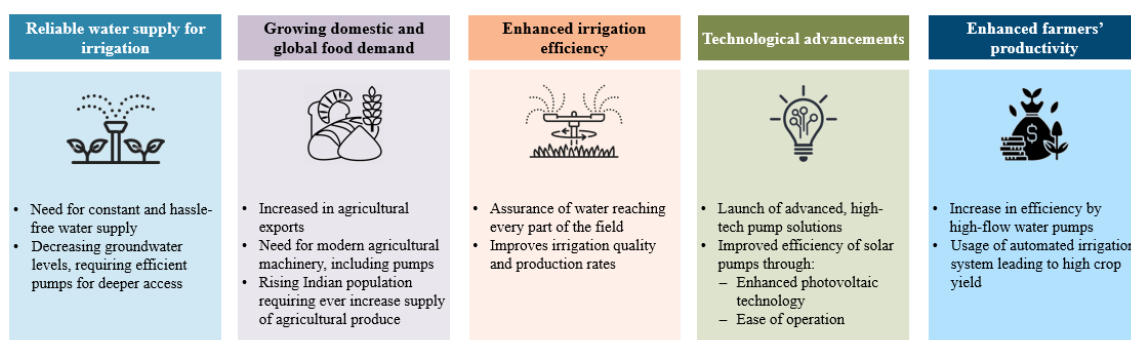 Reliable water supply for
irrigation
• Need for constant and hassle-
free water supply
• Decreasing groundwater
levels, requiring efficient
pumps for deeper access
Growing domestic and
global food demand
• Increased in agricultural
exports
• Need for modern agricultural
machinery, including pumps
• Rising Indian population
requiring ever increase supply
of agricultural produce
Enhanced irrigation
efficiency
• Assurance of water reaching
every part of the field
• Improves irrigation quality
and production rates
Technological advancements
• Launch of advanced, high-
tech pump solutions
• Improved efficiency of solar
pumps through:
– Enhanced photovoltaic
technology
– Ease of operation
Enhanced farmers’
productivity
$
• Increase in efficiency by
high-flow water pumps
• Usage of automated irrigation
system leading to high crop
yield